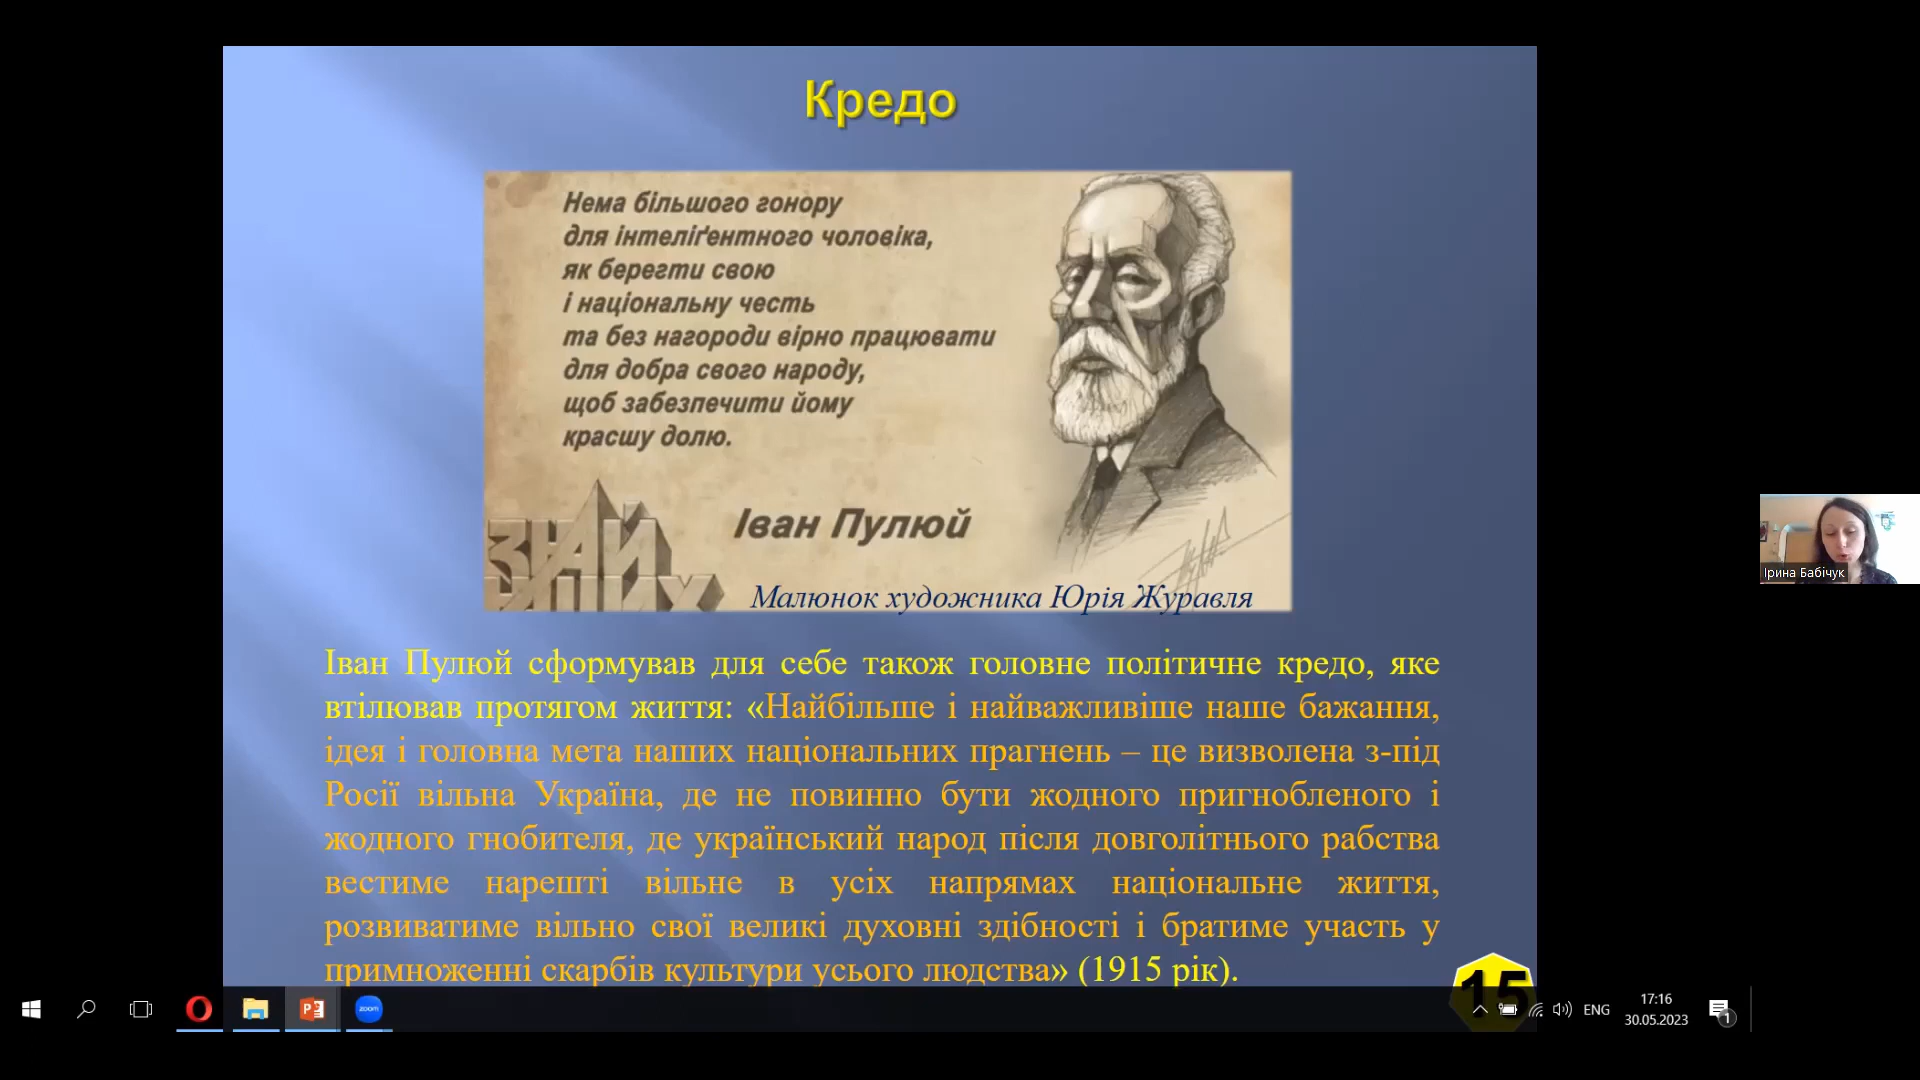 Кредо
Нема більшого гонору
для інтеліґентного чоловіка,
як берегти свою
і національну честь
та без нагороди вірно працювати
для добра свого народу,
щоб забезпечити йому
красшу долю.
Іван Пулюй
ЗНАЙ
НАШИХ
Малюнок художника Юрія Журавля
Іван Пулюй сформував для себе також головне політичне кредо, яке
втілював протягом життя: «Найбільше і найважливіше наше бажання,
ідея і головна мета наших національних прагнень – це визволена з-під
Росії вільна Україна, де не повинно бути жодного пригнобленого і
жодного гнобителя, де український народ після довголітнього рабства
вестиме нарешті вільне в усіх напрямах національне життя,
розвиватиме вільно свої великі духовні здібності і братиме участь у
примноженні скарбів культури усього людства» (1915 рік).
15
Ірина Бабічук
zoom
ENG
17:16
30.05.2023
1